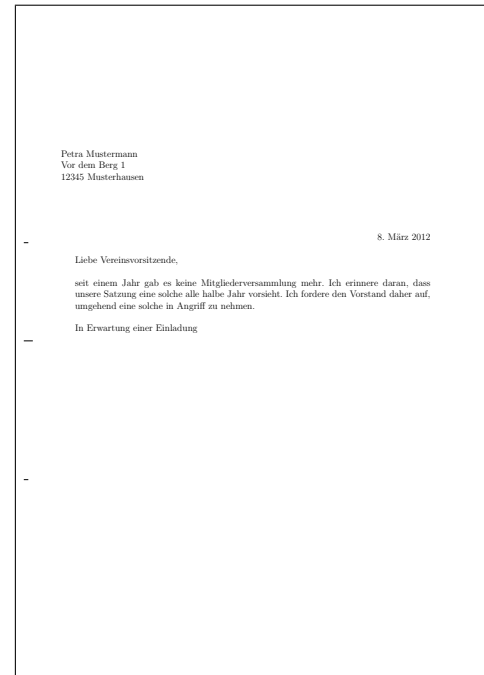 Petra Mustermann
Vor dem Berg 1
12345 Musterhausen
8. März 2012
Liebe Vereinsvorsitzende,
seit einem Jahr gab es keine Mitgliederversammlung mehr. Ich erinnere daran, dass
unsere Satzung eine solche alle halbe Jahr vorsieht. Ich fordere den Vorstand daher auf,
umgehend eine solche in Angriff zu nehmen.
In Erwartung einer Einladung